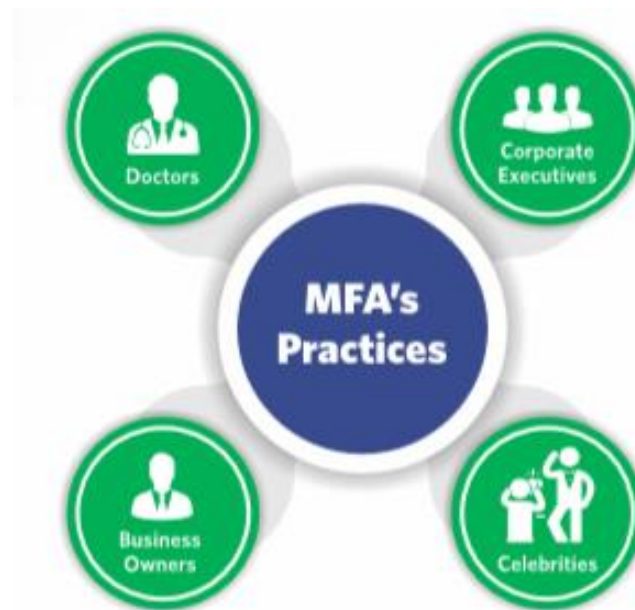 Doctors
Corporate
Executives
MFA's
Practices
Business
Owners
Celebrities